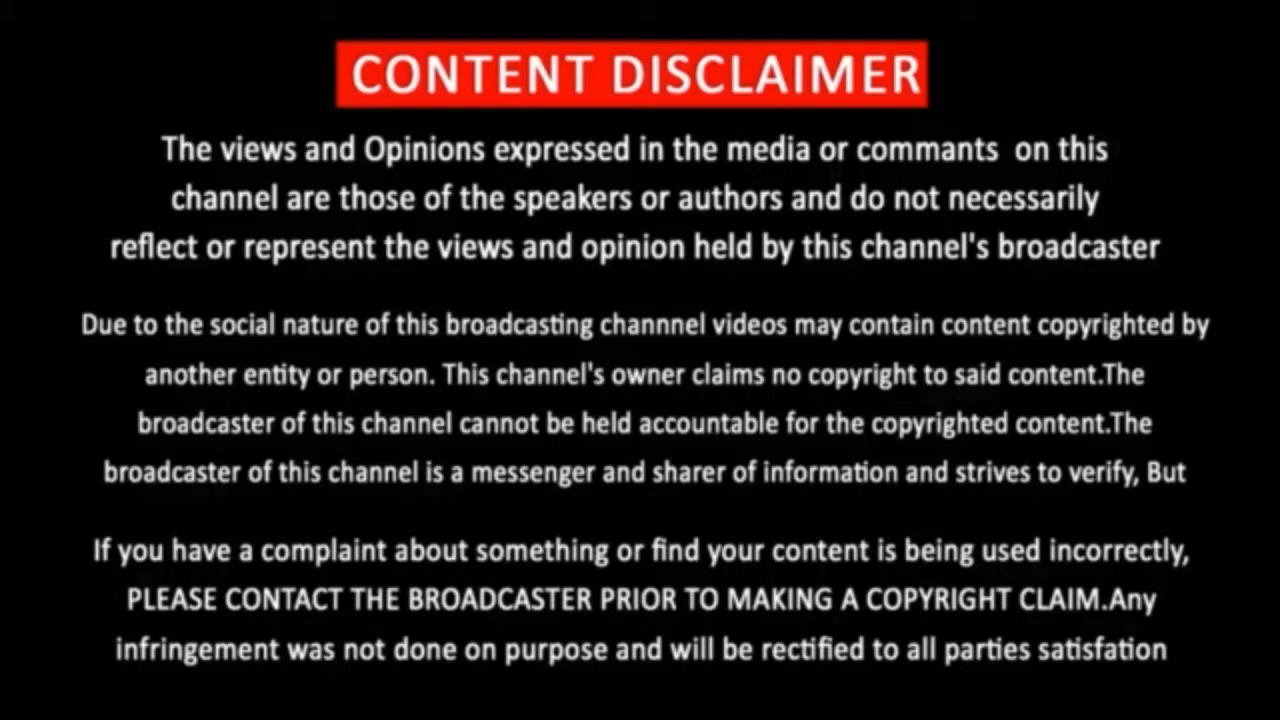 CONTENT DISCLAIMER
The views and Opinions expressed in the media or commants on this
channel are those of the speakers or authors and do not necessarily
reflect or represent the views and opinion held by this channel's broadcaster
Due to the social nature of this broadcasting channnel videos may contain content copyrighted by
another entity or person. This channel's owner claims no copyright to said content.The
broadcaster of this channel cannot be held accountable for the copyrighted content.The
broadcaster of this channel is a messenger and sharer of information and strives to verify, But
If you have a complaint about something or find your content is being used incorrectly,
PLEASE CONTACT THE BROADCASTER PRIOR TO MAKING A COPYRIGHT CLAIM.Any
infringement was not done on purpose and will be rectified to all parties satisfation